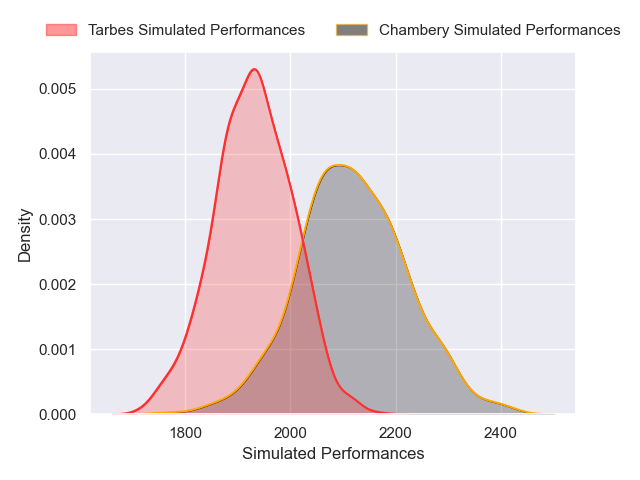 Tarbes Simulated Performances Chambery Simulated Performances
0.005
0.004
0.003
0.002
0.001
0.000
Density
1800 2000 2200 2400
Simulated Performances